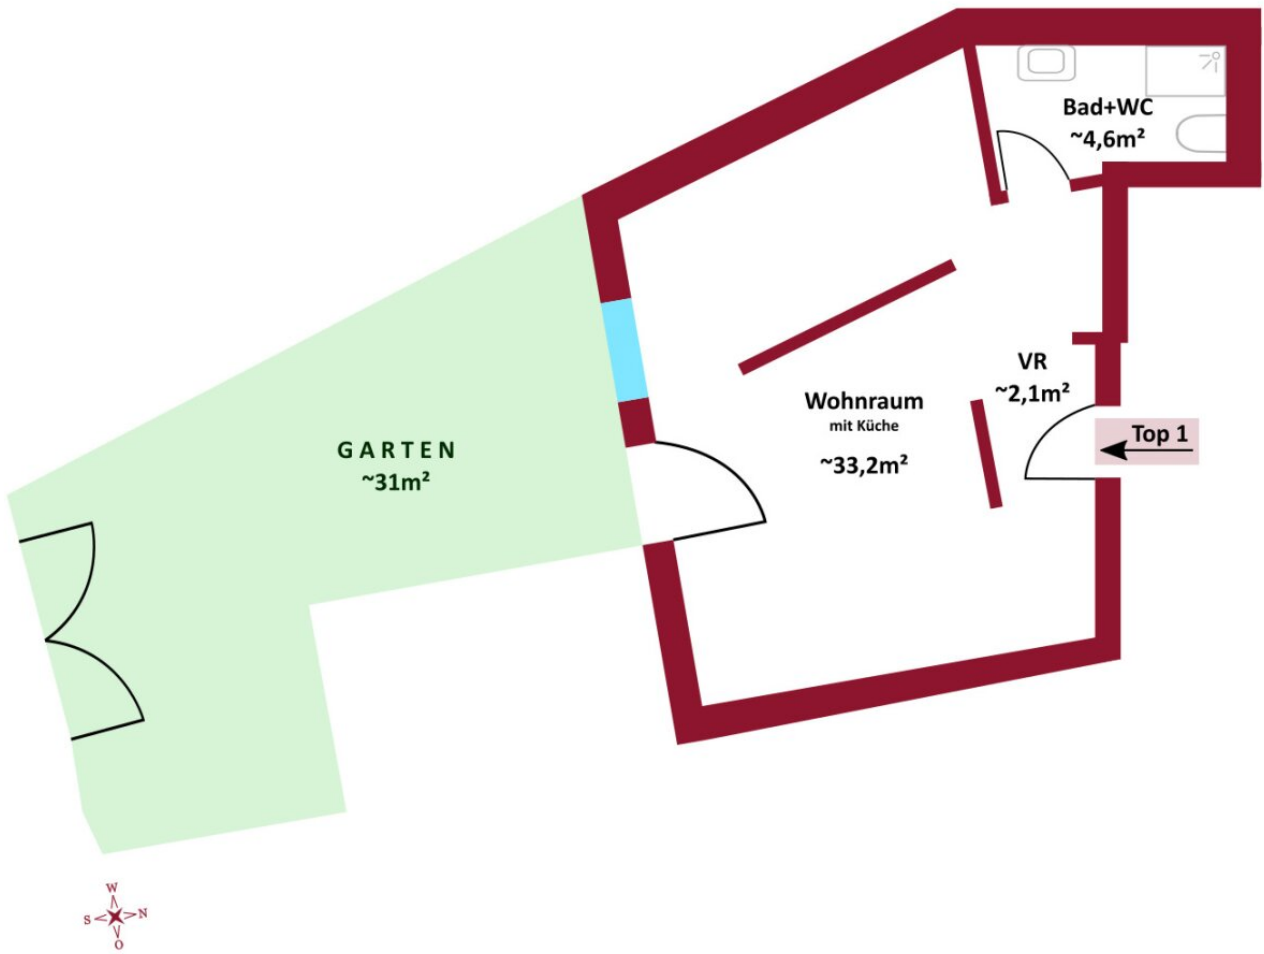 Bad+WC
~4,6m²
VR
~2,1m²
Wohnraum
mit Küche
~33,2m²
Top 1
GARTEN
~31m²
W
S N
O